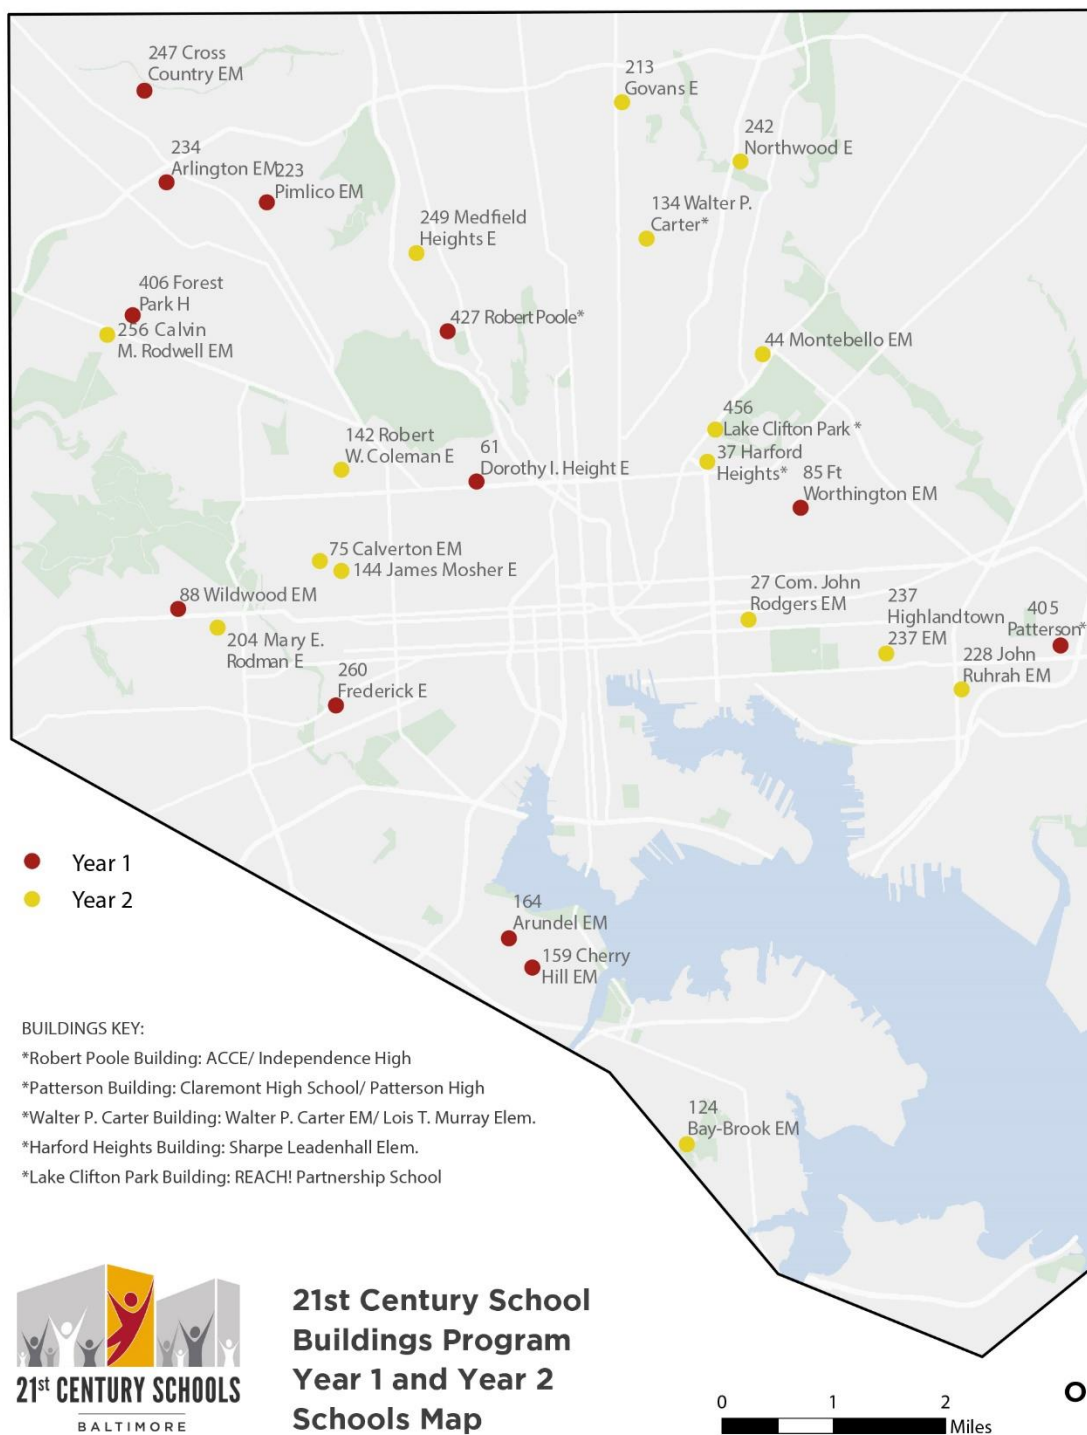 247 Cross
Country EM
213
Govans E
234
Arlington EM
223
Pimlico EM
242
Northwood E
249 Medfield
Heights E
134 Walter P.
Carter*
406 Forest
Park H
256 Calvin
M. Rodwell EM
427 Robert Poole*
44 Montebello EM
142 Robert
W. Coleman E
61
Dorothy I. Height E
456
Lake Clifton Park *
37 Harford
Heights*
85 Ft
Worthington EM
75 Calverton EM
144 James Mosher E
88 Wildwood EM
204 Mary E.
Rodman E
27 Com. John
Rodgers EM
237
Highlandtown
237 EM
405
Patterson*
228 John
Ruhrah EM
260
Frederick E
Year 1
Year 2
164
Arundel EM
159 Cherry
Hill EM
124
Bay-Brook EM
BUILDINGS KEY:
*Robert Poole Building: ACCE/ Independence High
*Patterson Building: Claremont High School/ Patterson High
*Walter P. Carter Building: Walter P. Carter EM/ Lois T. Murray Elem.
*Harford Heights Building: Sharpe Leadenhall Elem.
*Lake Clifton Park Building: REACH! Partnership School
21st CENTURY SCHOOLS
BALTIMORE
21st Century School
Buildings Program
Year 1 and Year 2
Schools Map
0 1 2
Miles
O